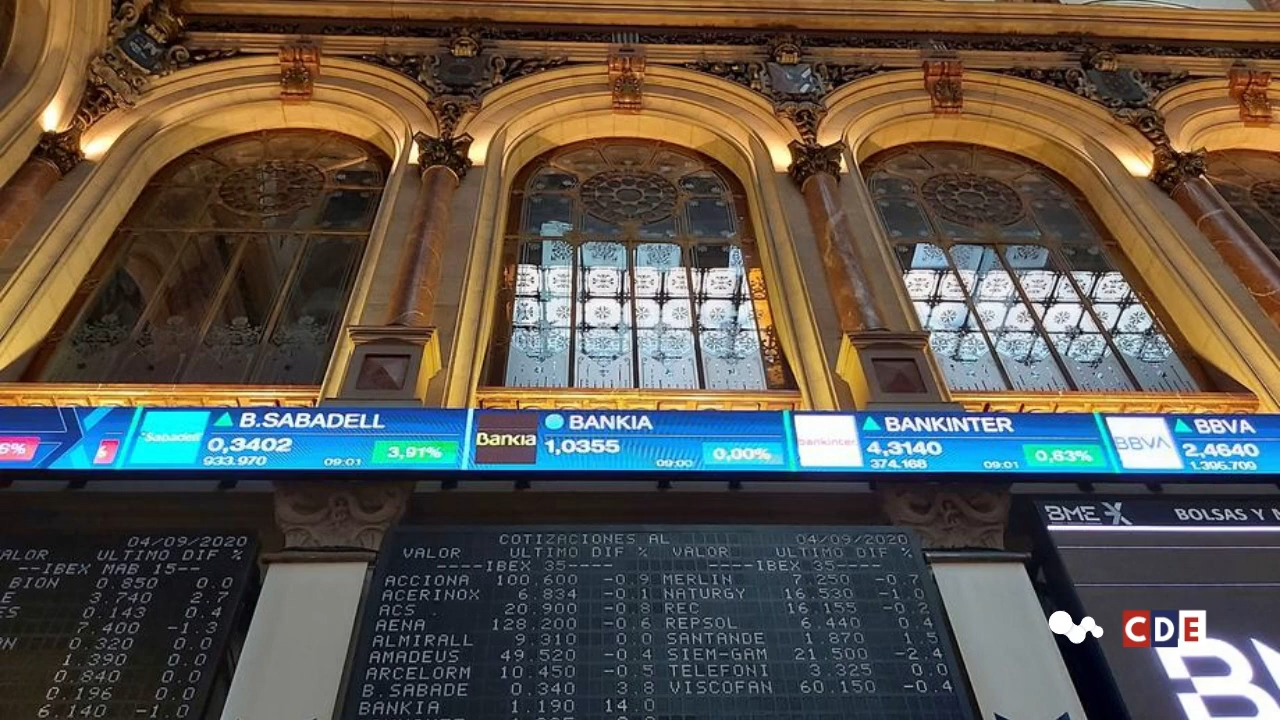 6%
Sabadell
B.SABADELL
0,3402
933.970
09:01
3,91%
Bankia
BANKIA
1,0355
09:00
0,00%
bankinter
BANKINTER
4,3140
374.168
09:01
0,63%
BBVA
BBVA
2,4640
1.395.709
04/09/2020
ALOR ULTIMO DIF %
--IBEX MAB 15--
BION 0.850 0.0
E 3.740 2.7
ES 0.143 0.4
7.400 -1.3
AN 0.320 0.0
1.390 0.0
0.840 0.0
0.196 0.0
6.140 -1.0
COTIZACIONES AL 04/09/2020
VALOR ULTIMO DIF % VALOR ULTIMO DIF %
----IBEX 35---- ----IBEX 35----
ACCIONA 100.600 -0.9 MERLIN 7.250 -0.7
ACERINOX 6.834 -0.1 NATURGY 16.530 -1.0
ACS 20.900 -0.8 REC 16.155 -0.2
AENA 128.200 -0.6 REPSOL 6.440 0.4
ALMIRALL 9.310 0.0 SANTANDE 1.870 1.5
AMADEUS 49.520 -0.4 SIEM-GAM 21.500 -2.4
ARCELORM 10.450 -0.5 TELEFONI 3.325 0.0
B.SABADE 0.340 3.8 VISCOFAN 60.150 -0.4
BANKIA 1.190 14.0
BME X
BOLSAS Y
CDE